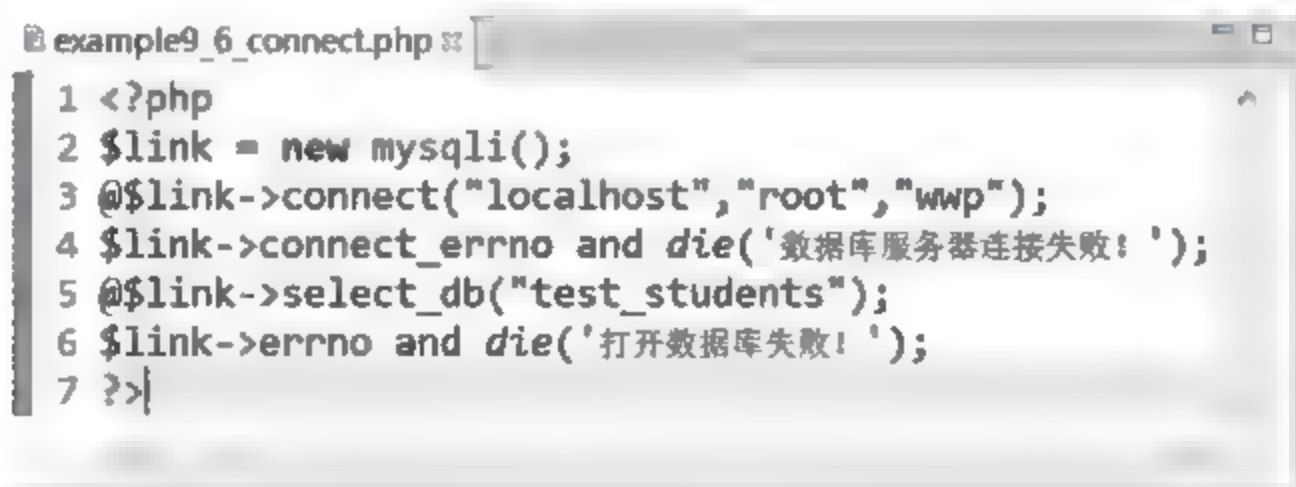 example9_6_connect.php
1 <?php
2 $link = new mysqli();
3 @$link->connect("localhost","root","wwp");
4 $link->connect_errno and die('数据库服务器连接失败！');
5 @$link->select_db("test_students");
6 $link->errno and die('打开数据库失败！');
7 ?>